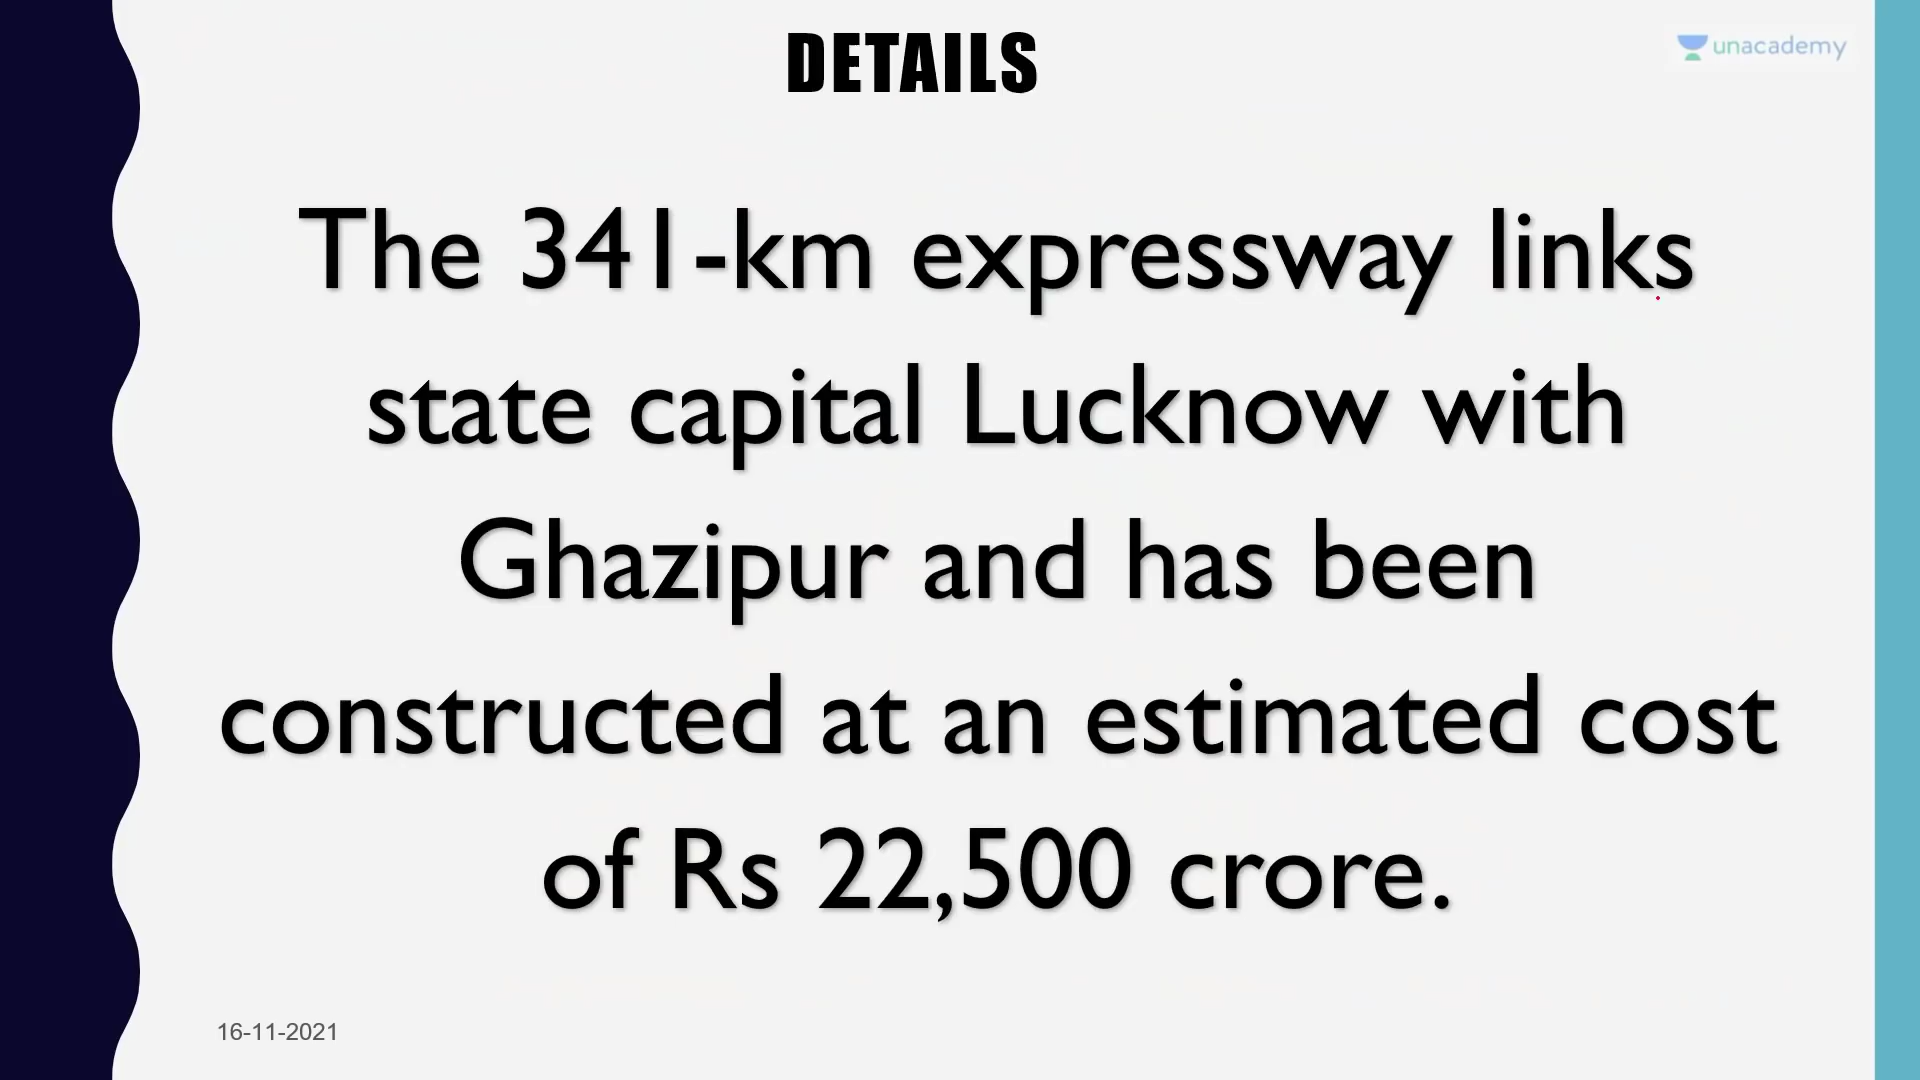 DETAILS
unacademy
The 341-km expressway links
state capital Lucknow with
Ghazipur and has been
constructed at an estimated cost
of Rs 22,500 crore.
16-11-2021